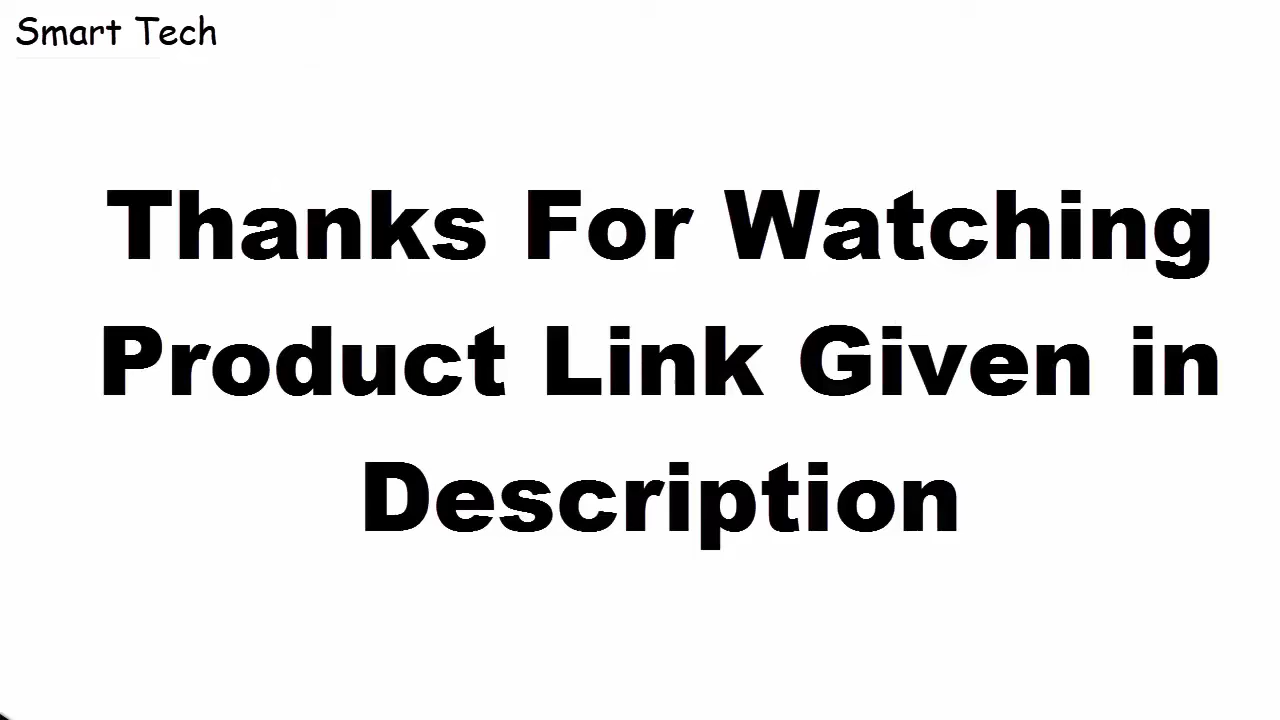 Smart Tech
Thanks For Watching
Product Link Given in
Description